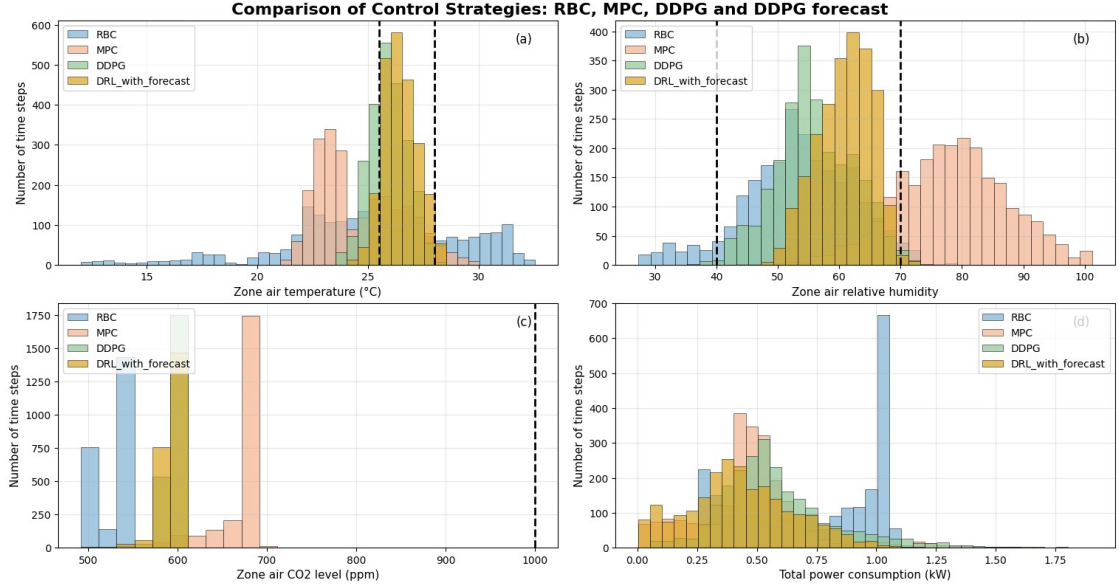 Comparison of Control Strategies: RBC, MPC, DDPG and DDPG forecast
Number of time steps
600
500
400
300
200
100
0
RBC
MPC
DDPG
DRL_with_forecast
(a)
15
20
25
30
Zone air temperature (°C)
Number of time steps
400
350
300
250
200
150
100
50
0
RBC
MPC
DDPG
DRL_with_forecast
(b)
30
40
50
60
70
80
90
100
Zone air relative humidity
Number of time steps
1750
1500
1250
1000
750
500
250
0
RBC
MPC
DDPG
DRL_with_forecast
(c)
500
600
700
800
900
1000
Zone air CO2 level (ppm)
Number of time steps
700
600
500
400
300
200
100
0
RBC
MPC
DDPG
DRL_with_forecast
(d)
0.00
0.25
0.50
0.75
1.00
1.25
1.50
1.75
Total power consumption (kW)